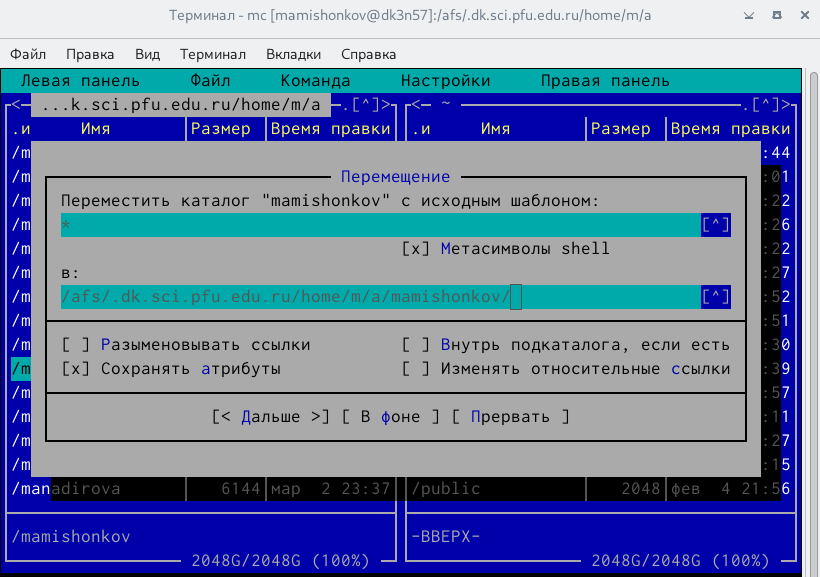 Терминал - mc [mamishonkov@dk3n57]:/afs/.dk.sci.pfu.edu.ru/home/m/a
Файл Правка Вид Терминал Вкладки Справка
Левая панель Файл Команда Настройки Правая панель
<- ...k.sci.pfu.edu.ru/home/m/a -.[^]> <- ~ .[^]>
.и Имя Размер Время правки .и Имя Размер Время правки
/m :44
/m Перемещение :01
/m Переместить каталог "mamishonkov" с исходным шаблоном: :22
/m * [^] :26
/m [x] Метасимволы shell :22
/m в: :27
/m /afs/.dk.sci.pfu.edu.ru/home/m/a/mamishonkov/ [^] :52
/m :51
/m [ ] Разыменовывать ссылки [ ] Внутрь подкаталога, если есть :30
/m [x] Сохранять атрибуты [ ] Изменять относительные ссылки :39
/m :57
/m [< Дальше >] [ В фоне ] [ Прервать ] :11
/m :27
/m :15
/manadirova 6144 мар 2 23:37 /public 2048 фев 4 21:56
/mamishonkov -ВВЕРХ-
2048G/2048G (100%) 2048G/2048G (100%)